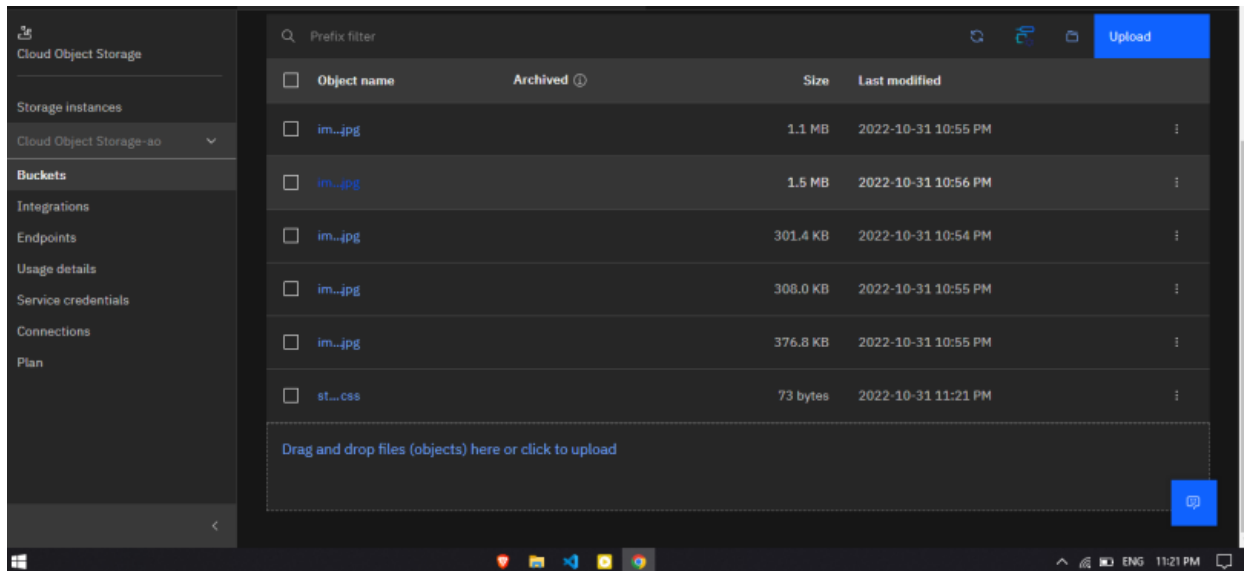 Cloud Object Storage
Storage instances
Cloud Object Storage-ao
Buckets
Integrations
Endpoints
Usage details
Service credentials
Connections
Plan
Prefix filter
Upload
Object name Archived Size Last modified
im...jpg 1.1 MB 2022-10-31 10:55 PM
im...jpg 1.5 MB 2022-10-31 10:56 PM
im...jpg 301.4 KB 2022-10-31 10:54 PM
im...jpg 308.0 KB 2022-10-31 10:55 PM
im...jpg 376.8 KB 2022-10-31 10:55 PM
st...css 73 bytes 2022-10-31 11:21 PM
Drag and drop files (objects) here or click to upload
ENG 11:21 PM